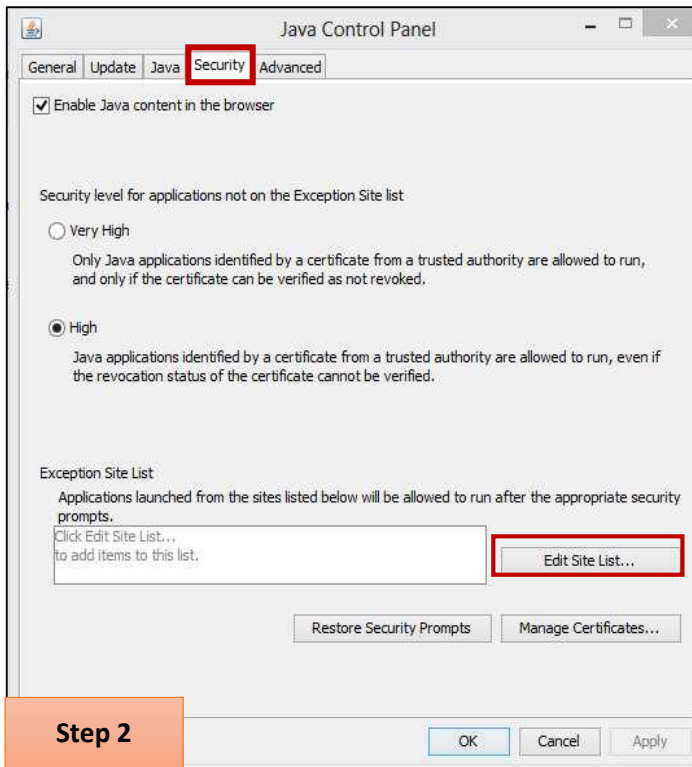 Java Control Panel
General Update Java Security Advanced
Enable Java content in the browser
Security level for applications not on the Exception Site list
Very High
Only Java applications identified by a certificate from a trusted authority are allowed to run,
and only if the certificate can be verified as not revoked.
High
Java applications identified by a certificate from a trusted authority are allowed to run, even if
the revocation status of the certificate cannot be verified.
Exception Site List
Applications launched from the sites listed below will be allowed to run after the appropriate security
prompts.
Click Edit Site List...
to add items to this list.
Edit Site List...
Restore Security Prompts Manage Certificates...
Step 2
OK Cancel Apply